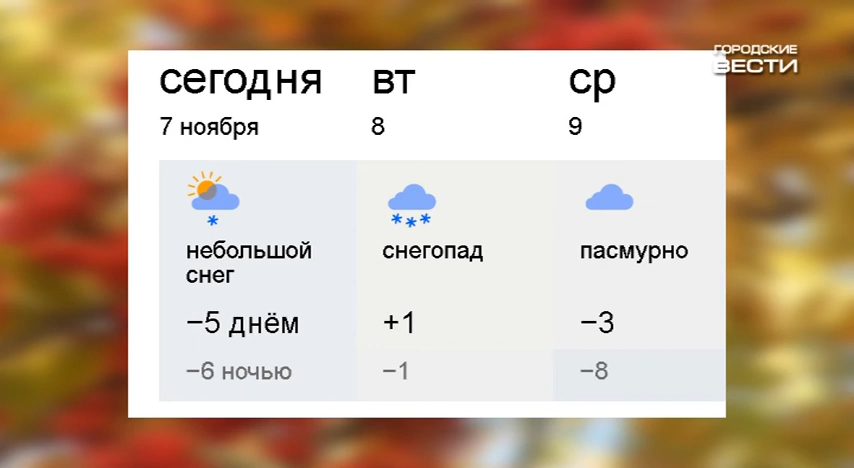 ГОРОДСКИЕ
ВЕСТИ
сегодня вт ср
7 ноября 8 9
небольшой снег снегопад пасмурно
−5 днём +1 −3
−6 ночью −1 −8